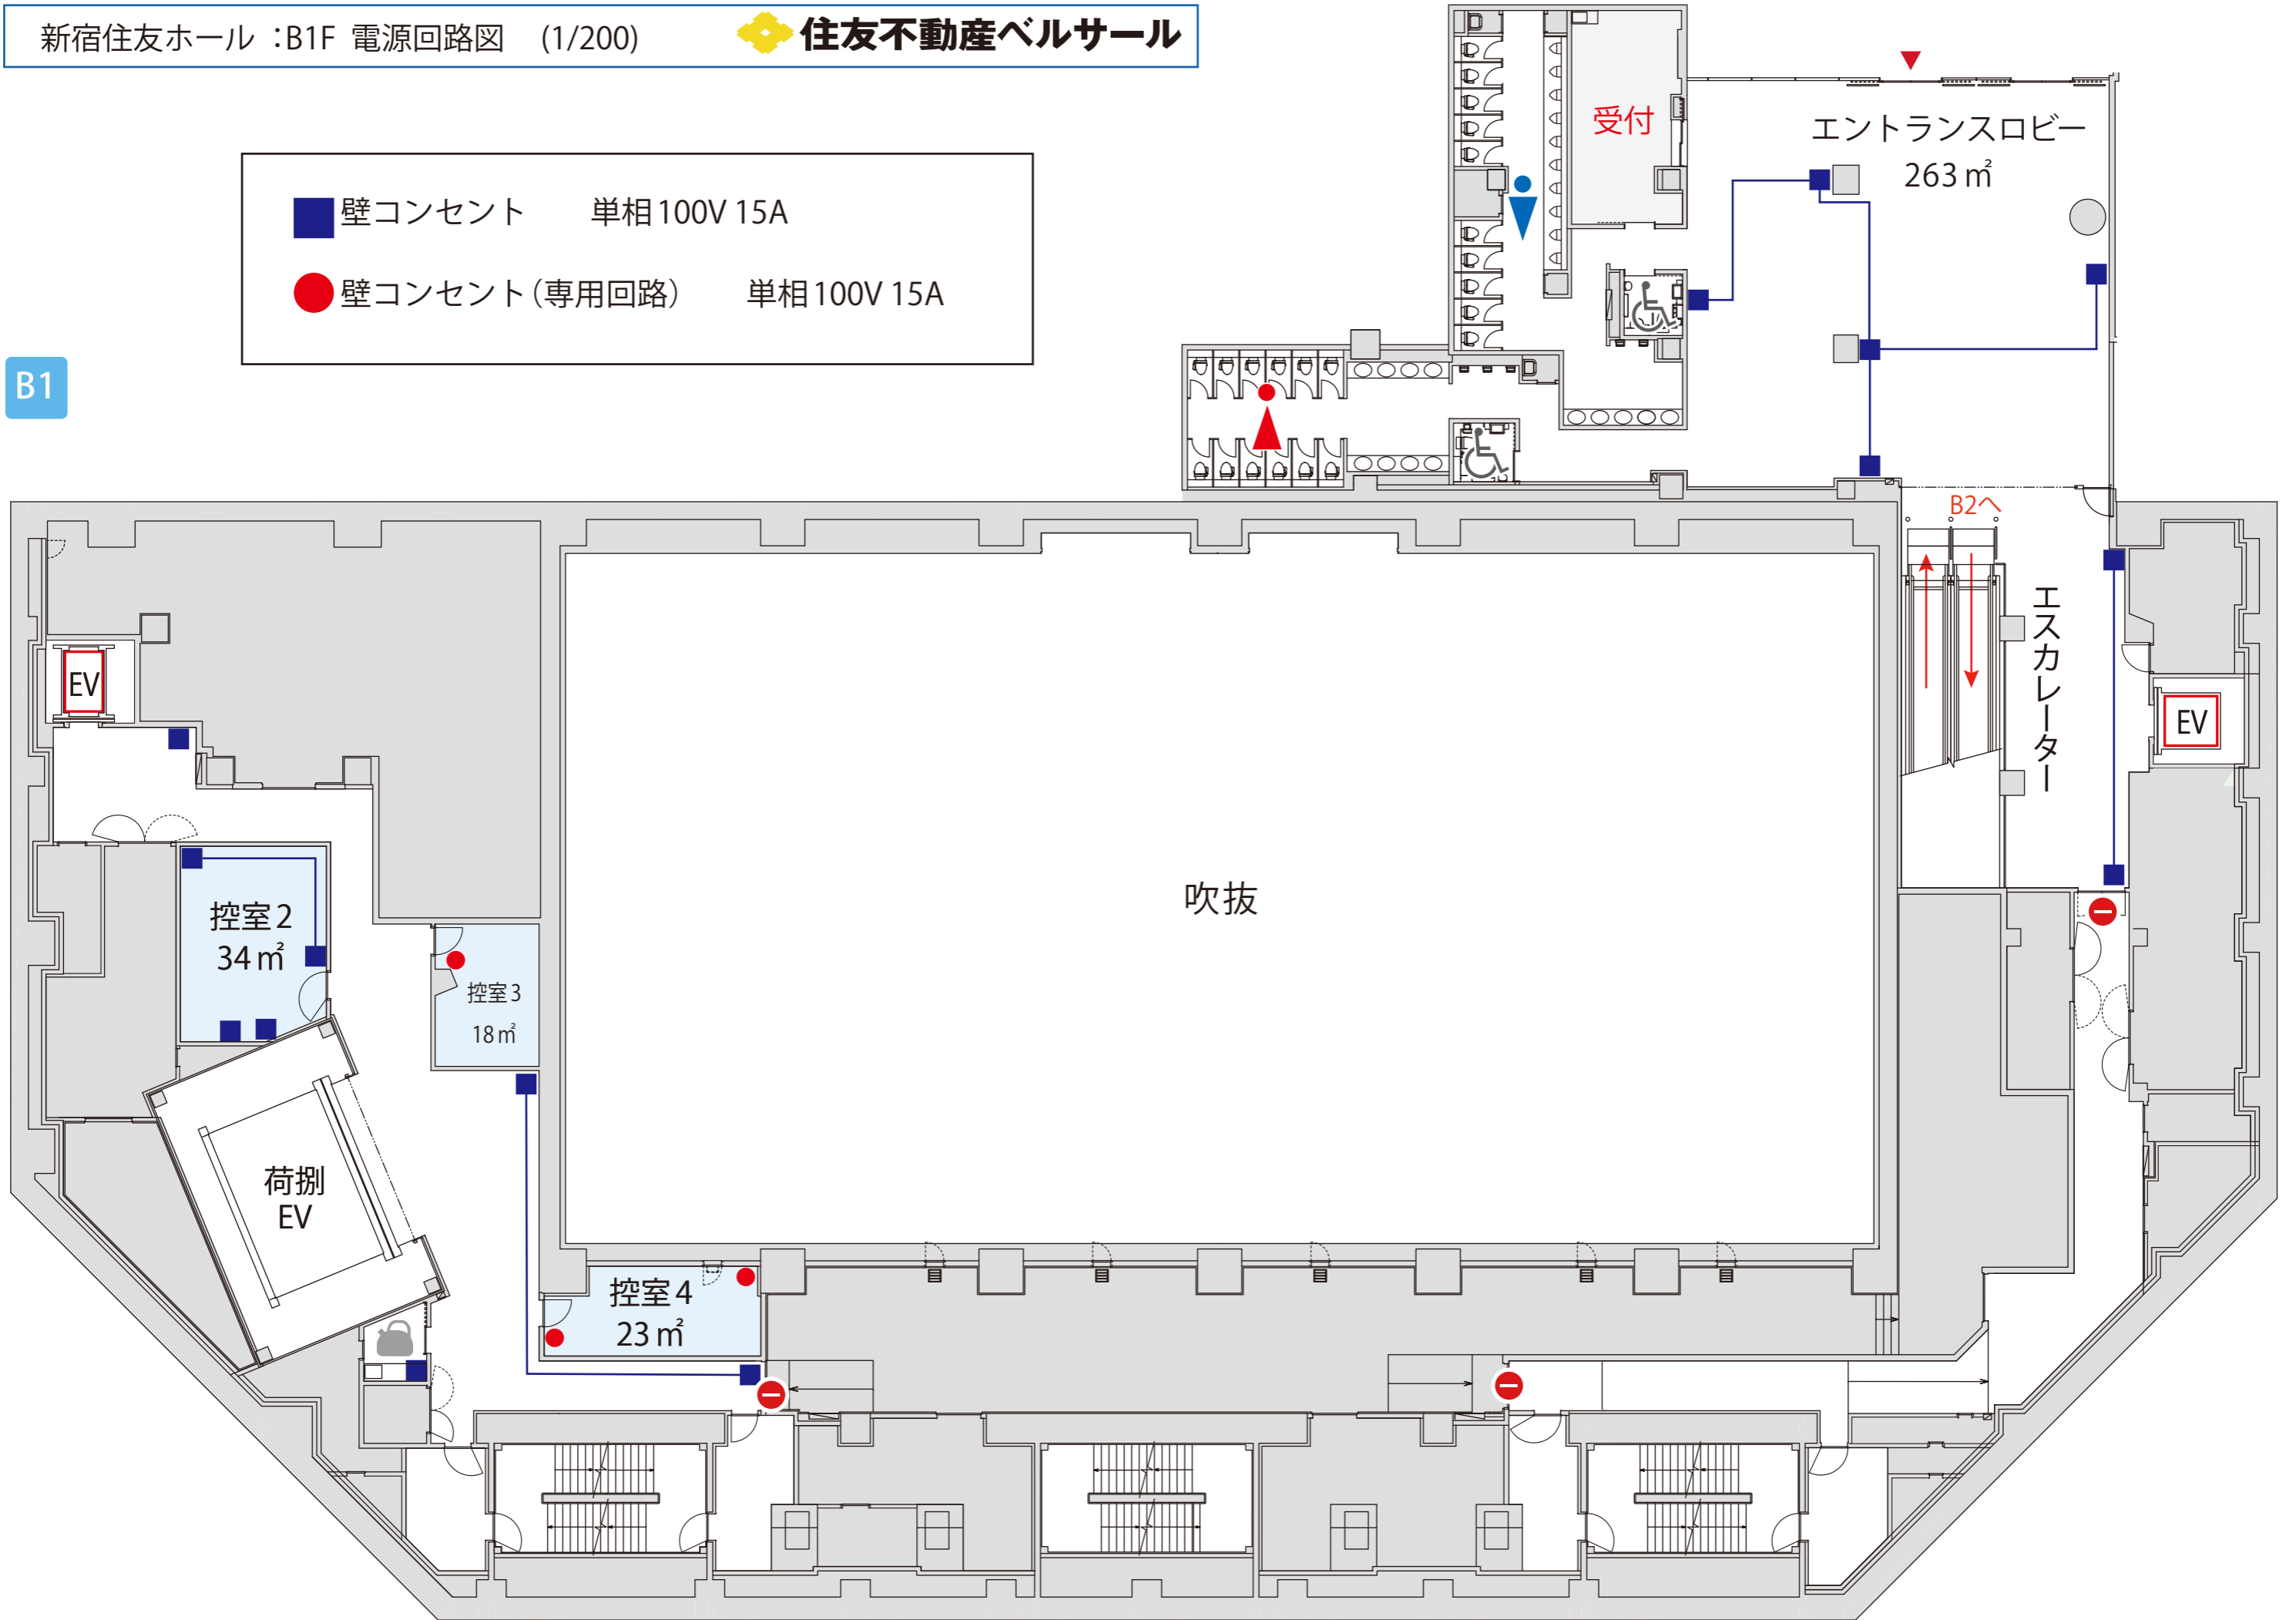 新宿住友ホール :B1F 電源回路図 (1/200)
住友不動産ベルサール
壁コンセント 単相100V 15A
壁コンセント(専用回路) 単相100V 15A
B1
受付
エントランスロビー
263㎡
B2へ
エスカレーター
EV
EV
吹抜
控室2
34㎡
控室3
18㎡
荷捌
EV
控室4
23㎡